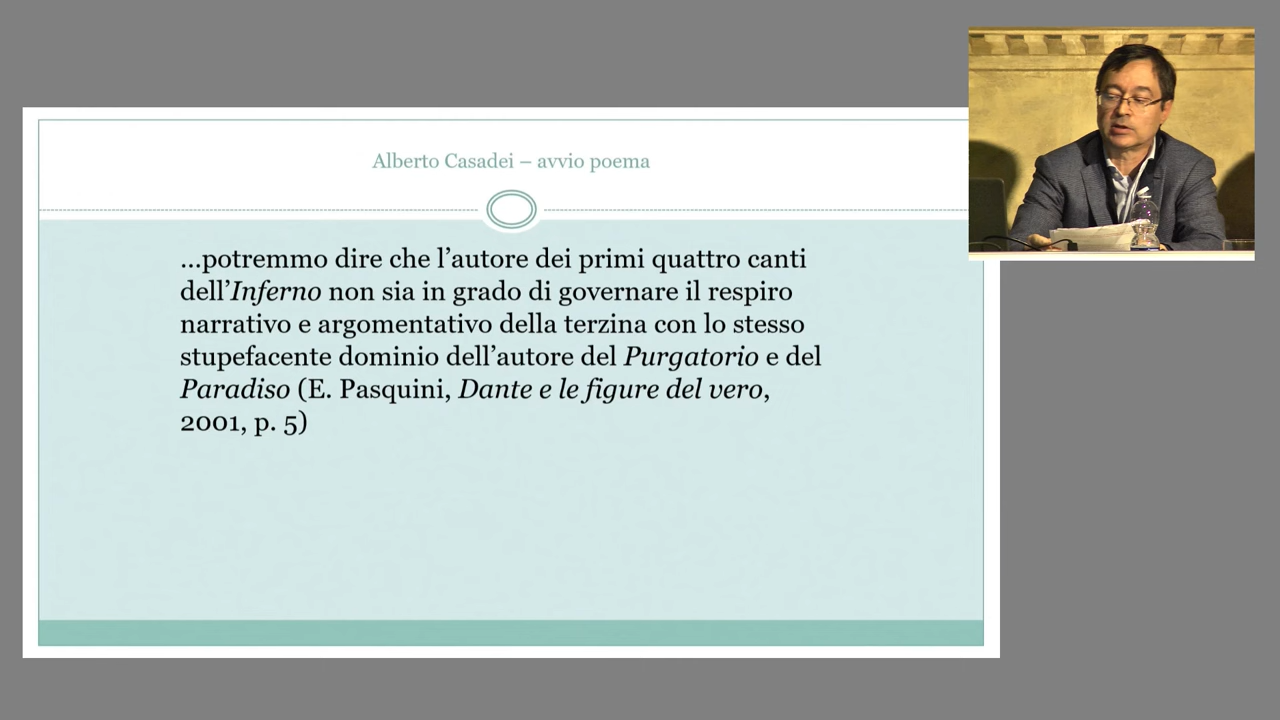 Alberto Casadei – avvio poema
...potremmo dire che l’autore dei primi quattro canti
dell’Inferno non sia in grado di governare il respiro
narrativo e argomentativo della terzina con lo stesso
stupefacente dominio dell’autore del Purgatorio e del
Paradiso (E. Pasquini, Dante e le figure del vero,
2001, p. 5)